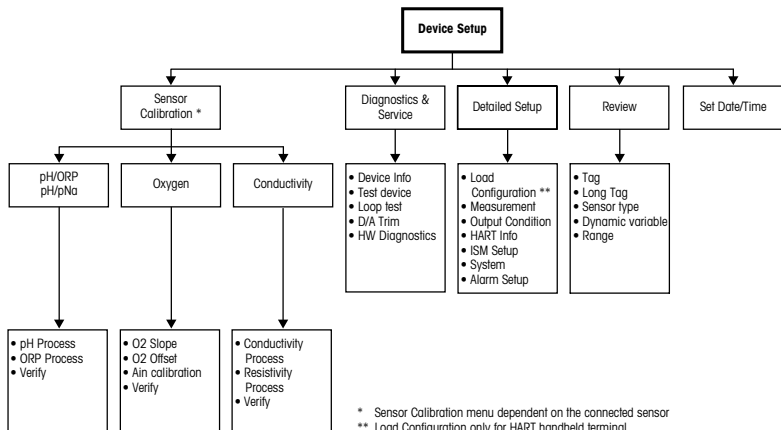 Device Setup
Sensor
Calibration *
Diagnostics &
Service
Detailed Setup
Review
Set Date/Time
pH/ORP
pH/pNa
Oxygen
Conductivity
• Device Info
• Test device
• Loop test
• D/A Trim
• HW Diagnostics
• Load
Configuration **
• Measurement
• Output Condition
• HART Info
• ISM Setup
• System
• Alarm Setup
• Tag
• Long Tag
• Sensor type
• Dynamic variable
• Range
• pH Process
• ORP Process
• Verify
• O2 Slope
• O2 Offset
• Ain calibration
• Verify
• Conductivity
Process
• Resistivity
Process
• Verify
* Sensor Calibration menu dependent on the connected sensor
** Load Configuration only for HART handheld terminal